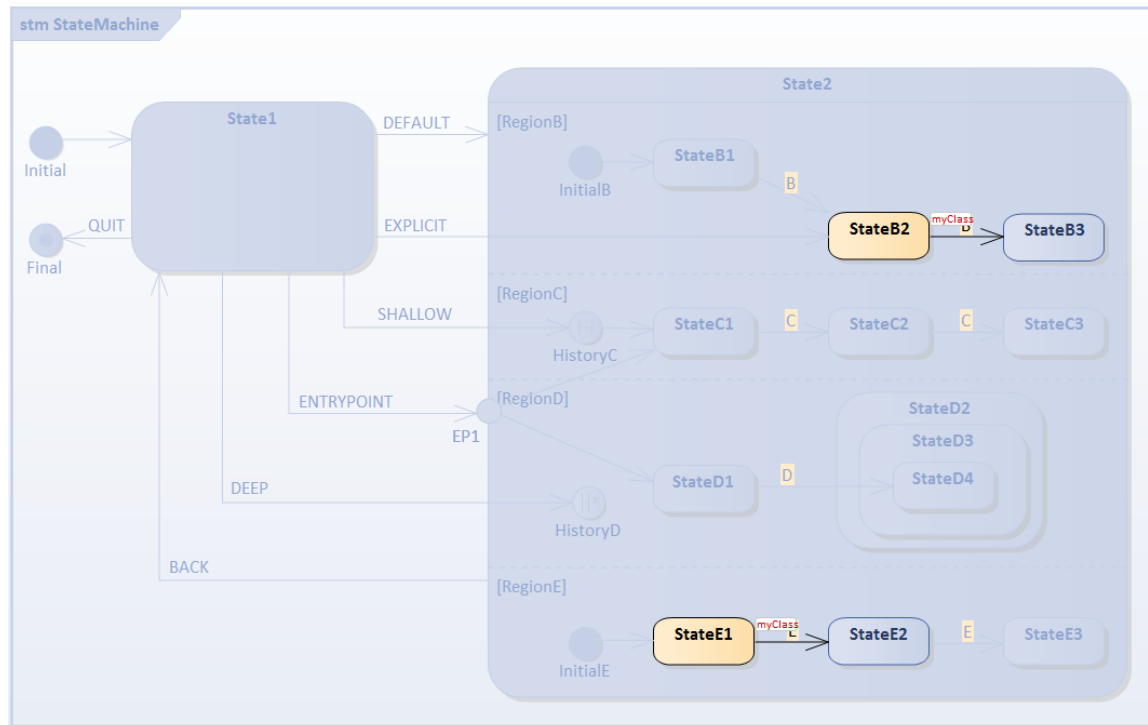 stm StateMachine
State2
State1
DEFAULT
[RegionB]
Initial
InitialB
StateB1
B
StateB2
myClass
B
StateB3
QUIT
EXPLICIT
Final
[RegionC]
SHALLOW
HistoryC
StateC1
C
StateC2
C
StateC3
ENTRYPOINT
EP1
[RegionD]
StateD2
StateD3
StateD4
StateD1
D
DEEP
HistoryD
BACK
[RegionE]
InitialE
StateE1
myClass
StateE2
E
StateE3